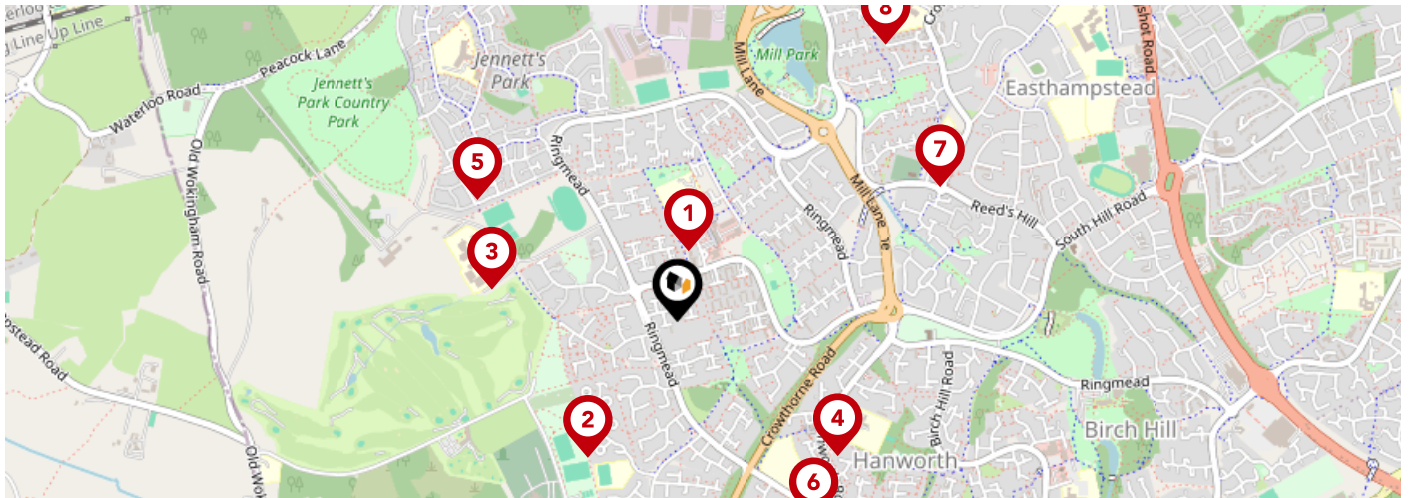 g Line Up Line
Peacock Lane
Waterloo Road
Jennett's
Park Country
Park
Jennett's
Park
Mill Lane
Mill Park
8
Easthampstead
shot Road
Old Wokingham Road
Ringmead
5
7
1
Mill Lane
Ringmead
Reed's Hill
South Hill Road
3
pstead Road
Ringmead
Crowthorne Road
Birch Hill Road
Ringmead
2
4
Birch Hill
Hanworth
6